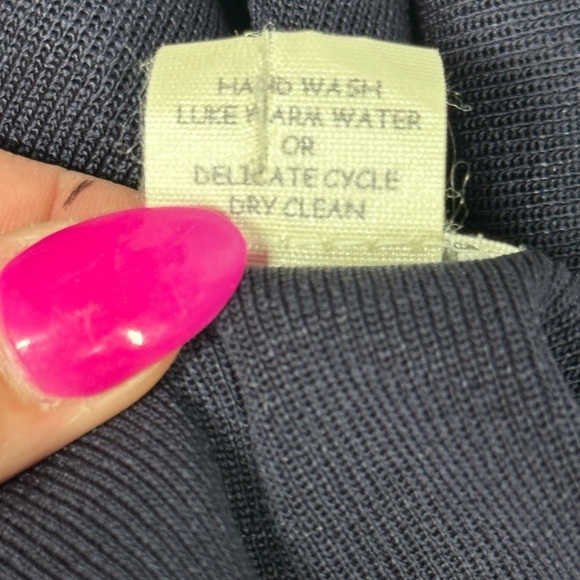 HAND WASH
LUKE WARM WATER
OR
DELICATE CYCLE
DRY CLEAN